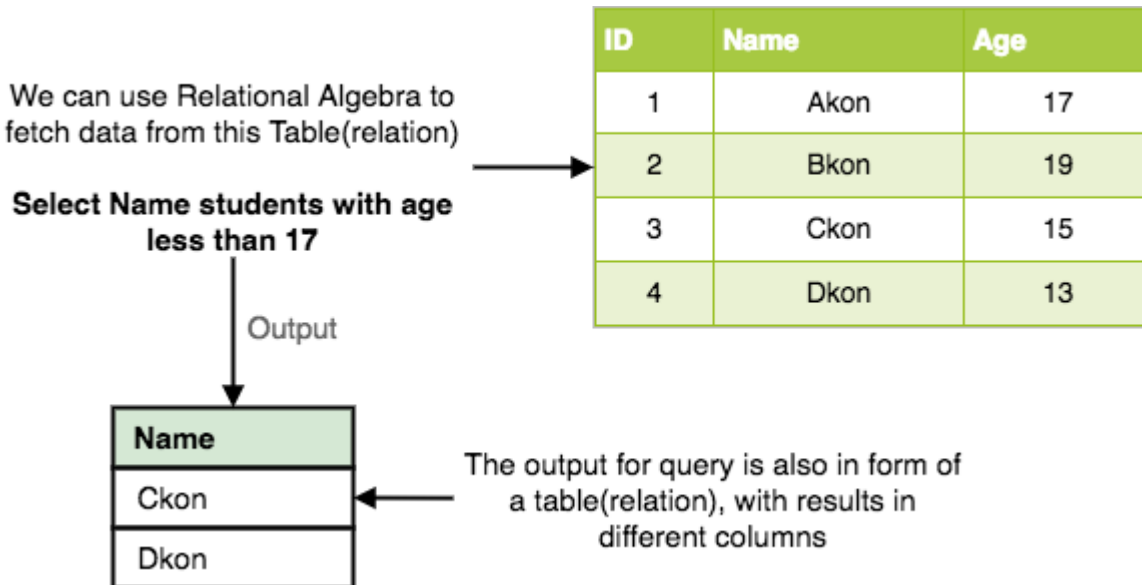 We can use Relational Algebra to
fetch data from this Table(relation)
Select Name students with age
less than 17
ID Name Age
1 Akon 17
2 Bkon 19
3 Ckon 15
4 Dkon 13
Output
Name
Ckon
Dkon
The output for query is also in form of
a table(relation), with results in
different columns